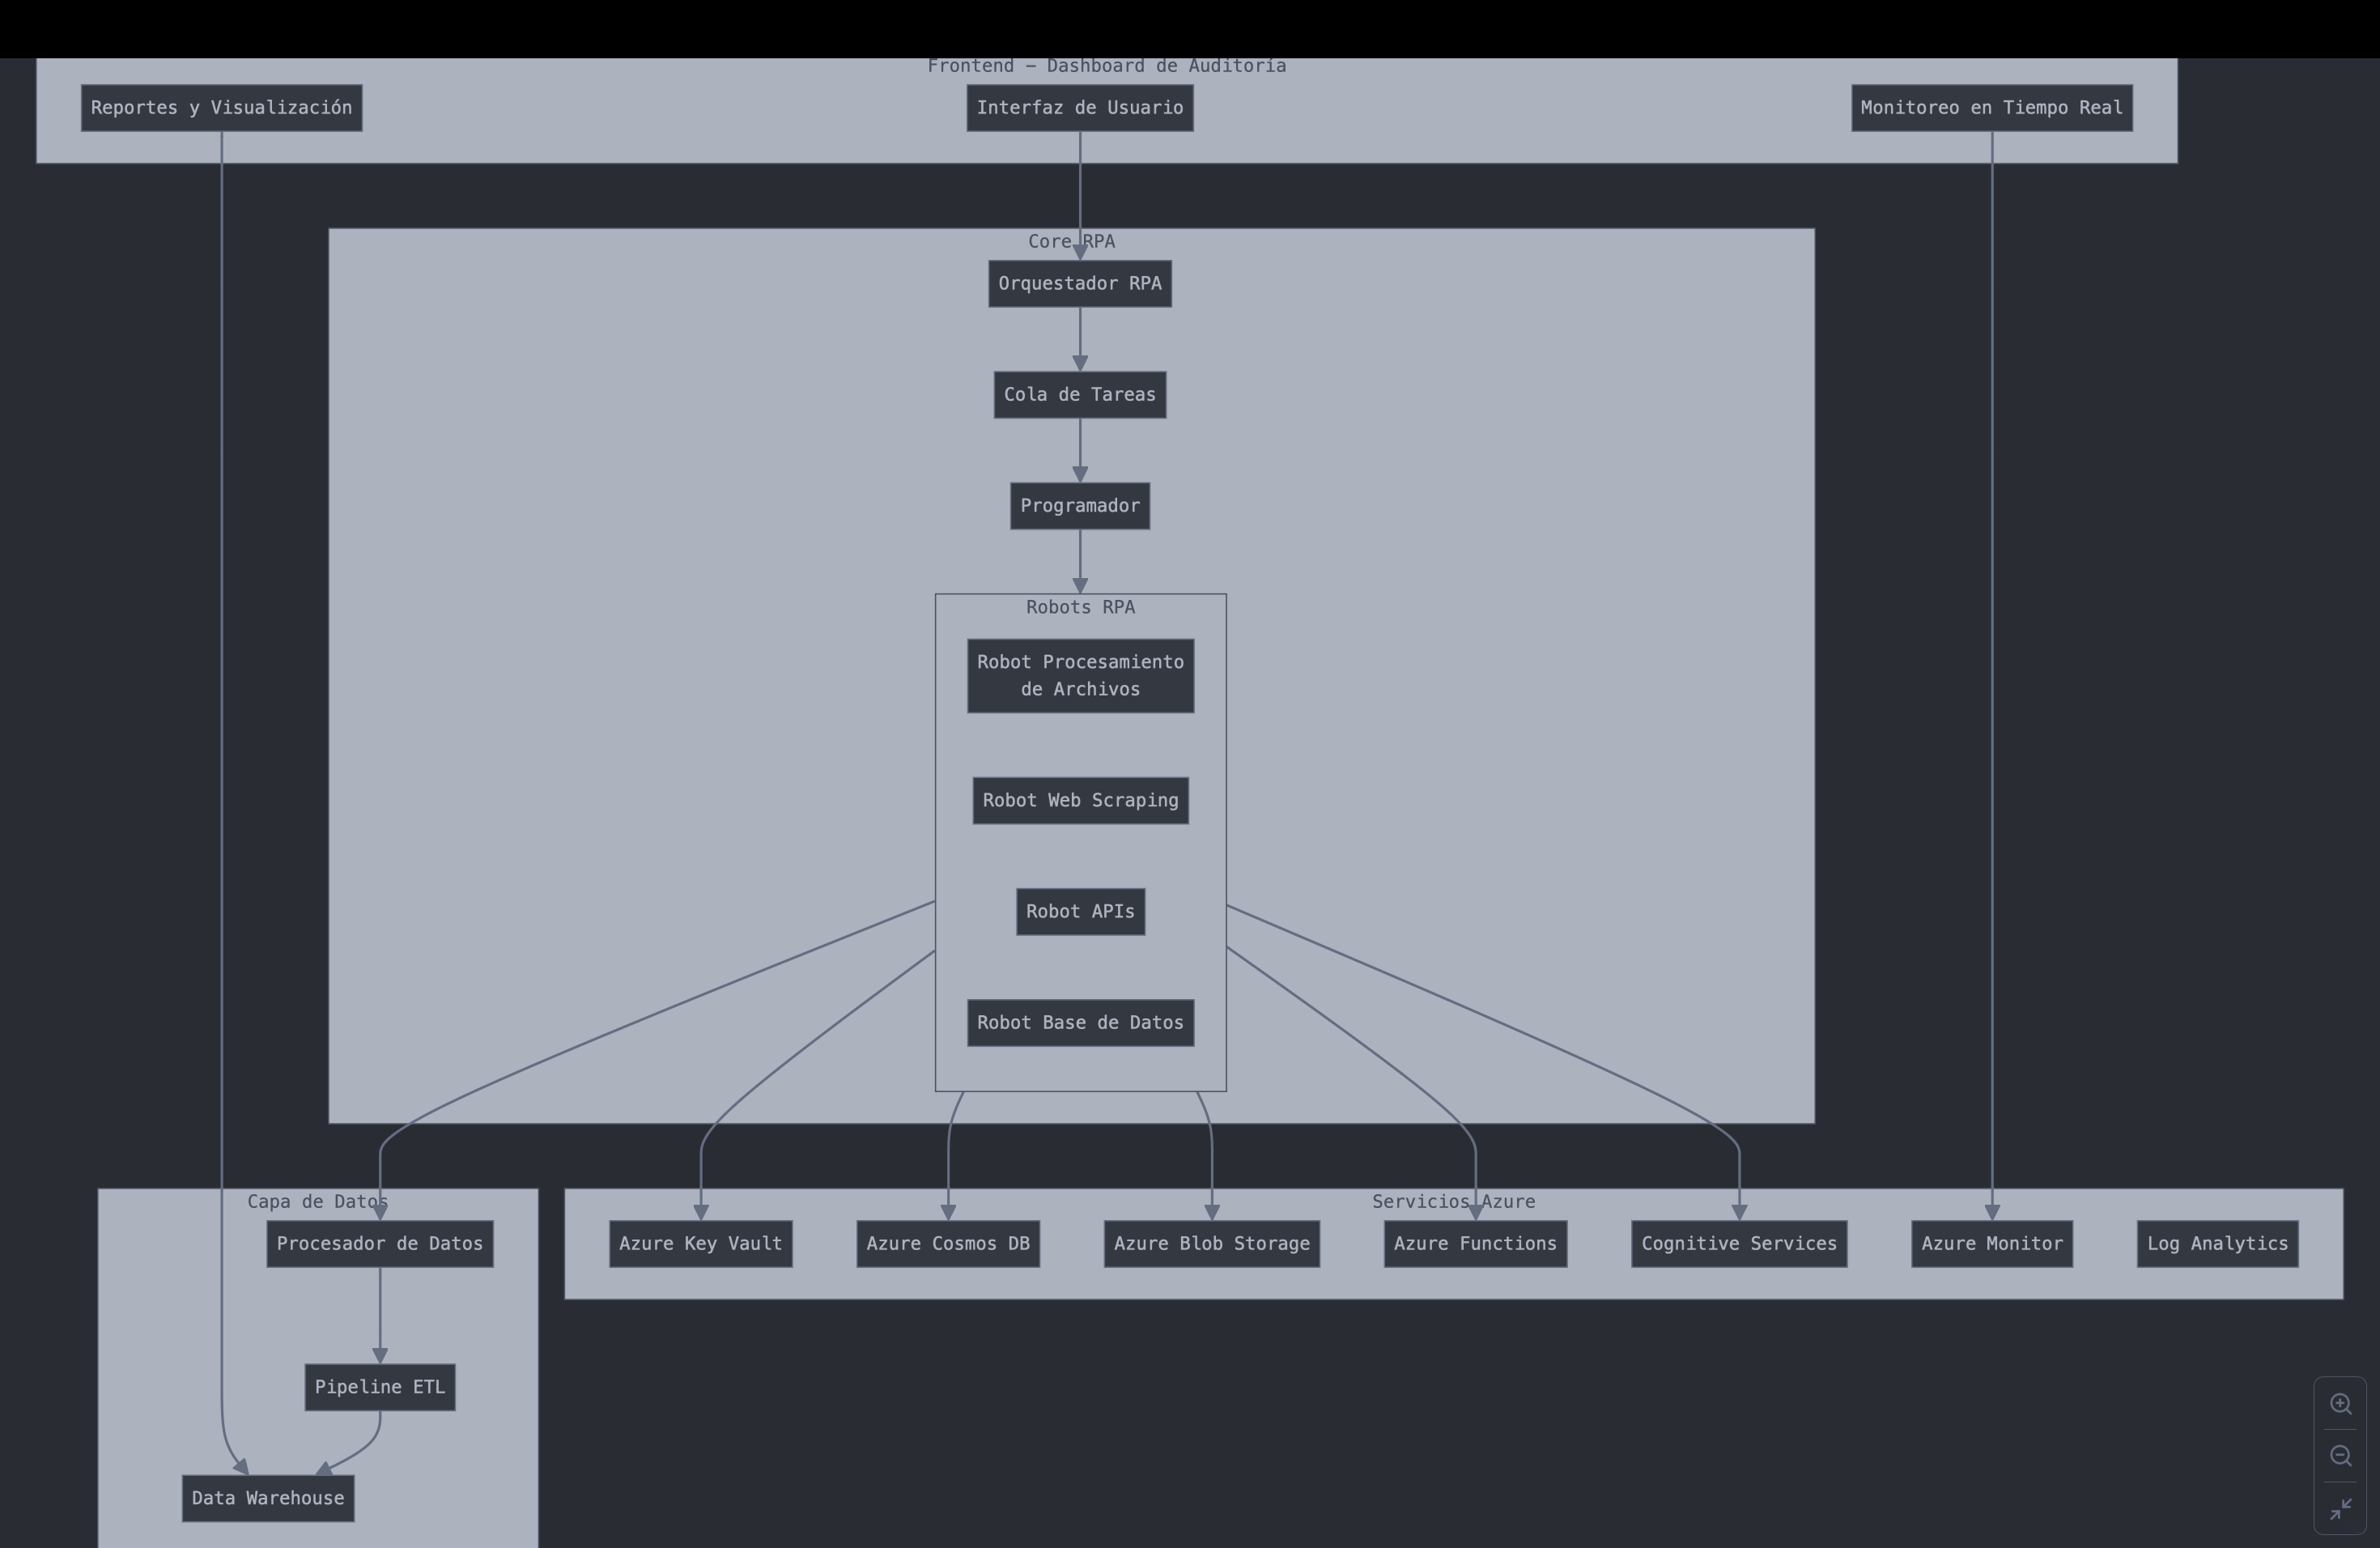 Frontend – Dashboard de Auditoría
Reportes y Visualización
Interfaz de Usuario
Monitoreo en Tiempo Real
Core RPA
Orquestador RPA
Cola de Tareas
Programador
Robots RPA
Robot Procesamiento
de Archivos
Robot Web Scraping
Robot APIs
Robot Base de Datos
Capa de Datos
Procesador de Datos
Pipeline ETL
Data Warehouse
Servicios Azure
Azure Key Vault
Azure Cosmos DB
Azure Blob Storage
Azure Functions
Cognitive Services
Azure Monitor
Log Analytics